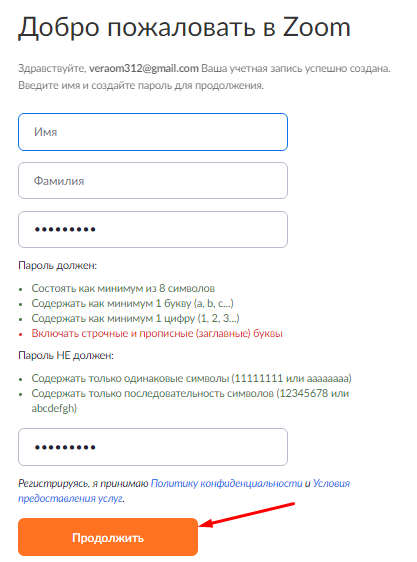 Добро пожаловать в Zoom
Здравствуйте, veraom312@gmail.com Ваша учетная запись успешно создана.
Введите имя и создайте пароль для продолжения.
Имя
Фамилия
•••••••••
Пароль должен:
• Состоять как минимум из 8 символов
• Содержать как минимум 1 букву (a, b, c...)
• Содержать как минимум 1 цифру (1, 2, 3...)
• Включать строчные и прописные (заглавные) буквы
Пароль НЕ должен:
• Содержать только одинаковые символы (11111111 или aaaaaaaa)
• Содержать только последовательность символов (12345678 или
abcdefgh)
•••••••••
Регистрируясь, я принимаю Политику конфиденциальности и Условия
предоставления услуг.
Продолжить